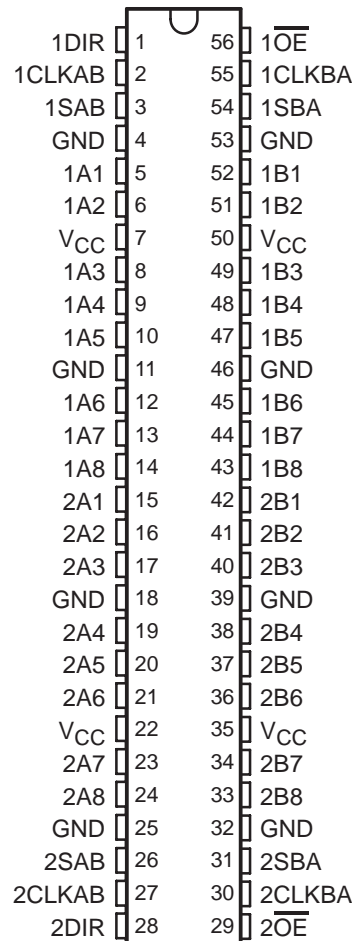 1DIR 1 56 1O̅E̅
1CLKAB 2 55 1CLKBA
1SAB 3 54 1SBA
GND 4 53 GND
1A1 5 52 1B1
1A2 6 51 1B2
VCC 7 50 VCC
1A3 8 49 1B3
1A4 9 48 1B4
1A5 10 47 1B5
GND 11 46 GND
1A6 12 45 1B6
1A7 13 44 1B7
1A8 14 43 1B8
2A1 15 42 2B1
2A2 16 41 2B2
2A3 17 40 2B3
GND 18 39 GND
2A4 19 38 2B4
2A5 20 37 2B5
2A6 21 36 2B6
VCC 22 35 VCC
2A7 23 34 2B7
2A8 24 33 2B8
GND 25 32 GND
2SAB 26 31 2SBA
2CLKAB 27 30 2CLKBA
2DIR 28 29 2O̅E̅